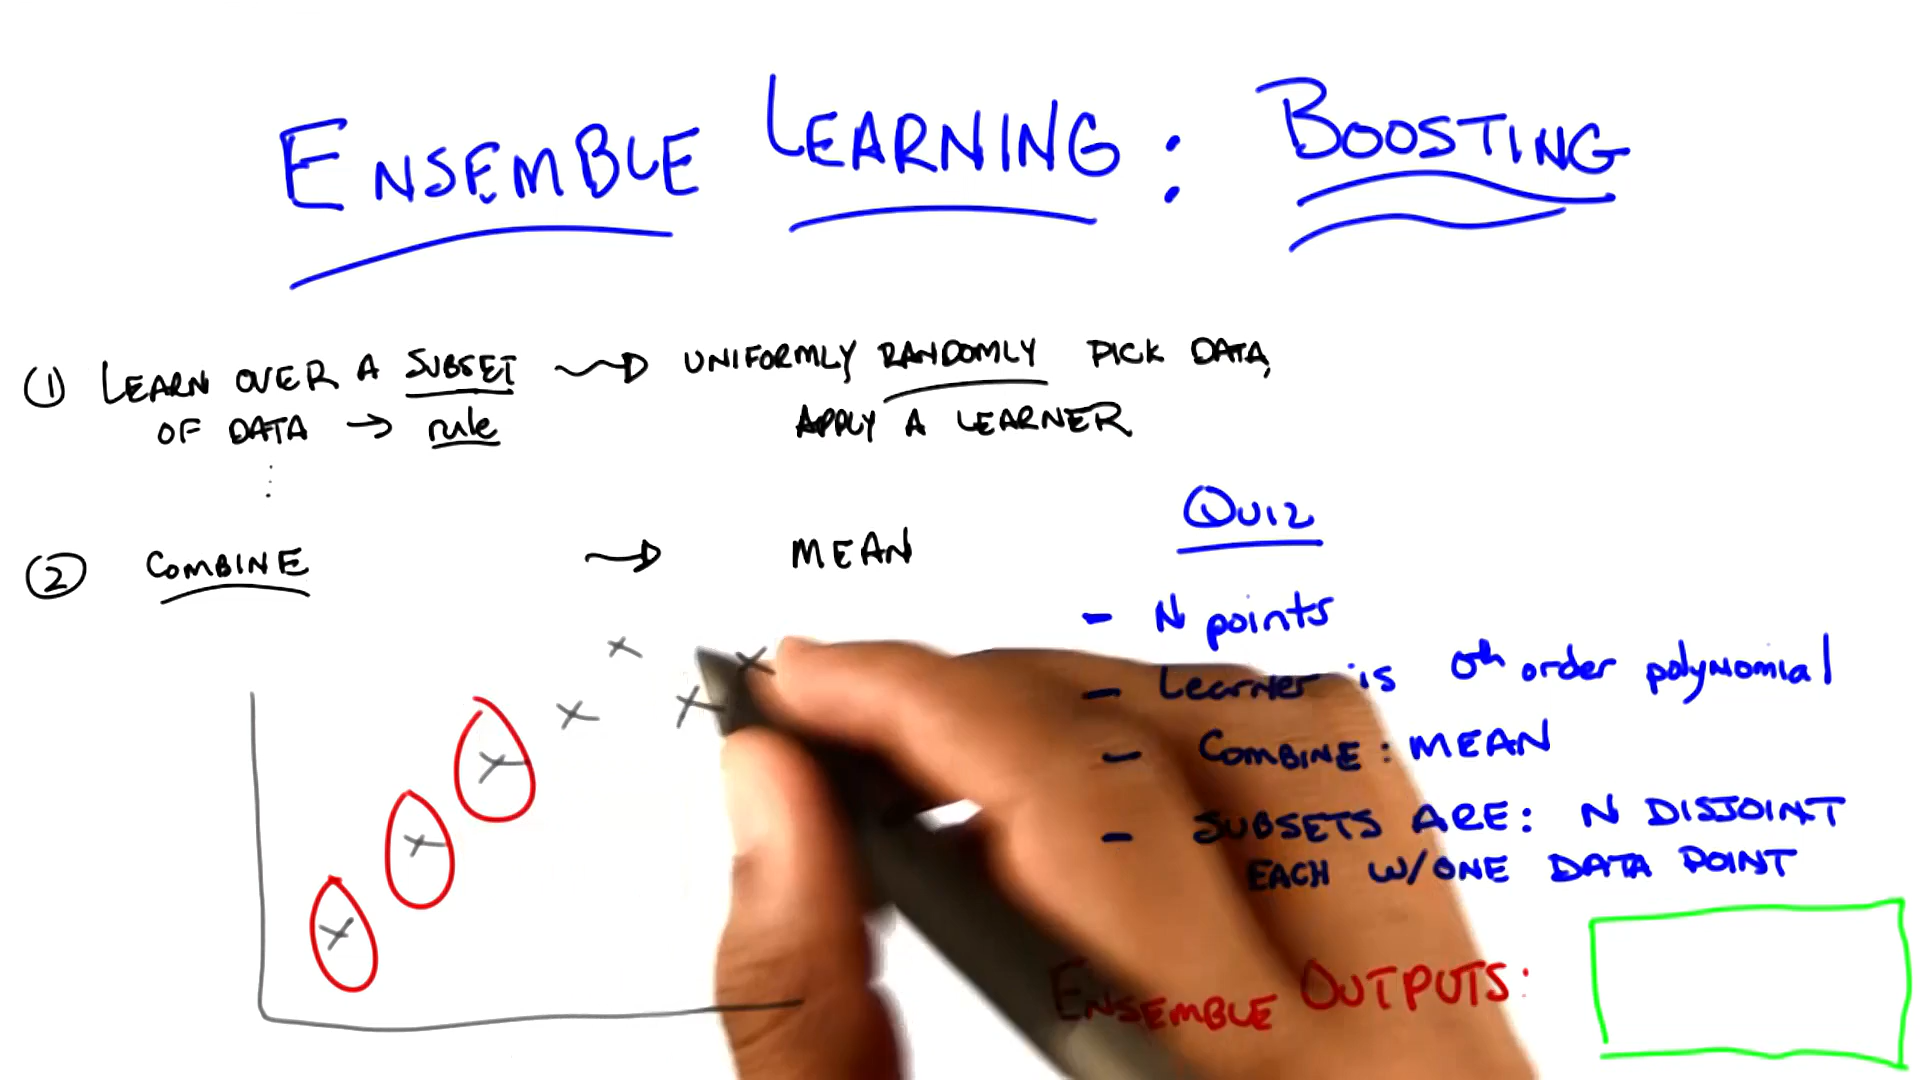 ENSEMBLE LEARNING: BOOSTING
① LEARN OVER A SUBSET → UNIFORMLY RANDOMLY PICK DATA,
OF DATA → rule APPLY A LEARNER
② COMBINE → MEAN
QUIZ
- N points
- Learner is 0th order polynomial
- COMBINE: MEAN
- SUBSETS ARE: N DISJOINT
EACH W/ONE DATA POINT
ENSEMBLE OUTPUTS: